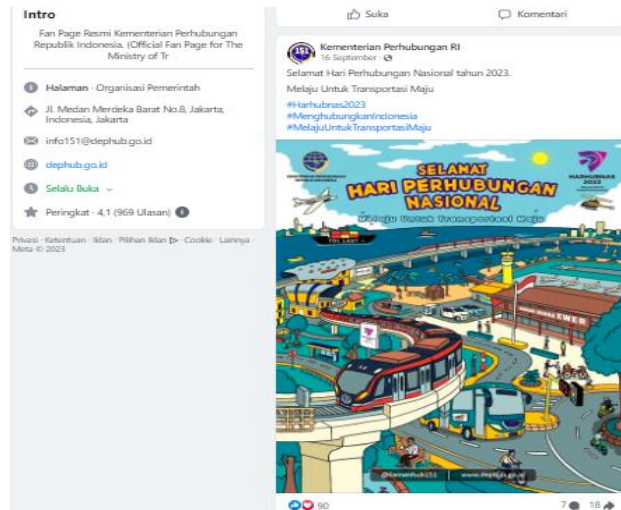 Intro
Fan Page Resmi Kementerian Perhubungan
Republik Indonesia. (Official Fan Page for The
Ministry of Tr
Halaman · Organisasi Pemerintah
Jl. Medan Merdeka Barat No.8, Jakarta,
Indonesia, Jakarta
info151@dephub.go.id
dephub.go.id
Selalu Buka
Peringkat · 4,1 (969 Ulasan)
Privasi · Ketentuan · Iklan · Pilihan Iklan · Cookie · Lainnya ·
Meta © 2023
Suka
Komentari
Kementerian Perhubungan RI
16 September ·
Selamat Hari Perhubungan Nasional tahun 2023.
Melaju Untuk Transportasi Maju
#Harhubnas2023
#MenghubungkanIndonesia
#MelajuUntukTransportasiMaju
HARHUBNAS
2023
SELAMAT
HARI PERHUBUNGAN
NASIONAL
Melaju Untuk Transportasi Maju
TOL LAUT
EWER
@Kemenhub151
www.dephub.go.id
90
7
18